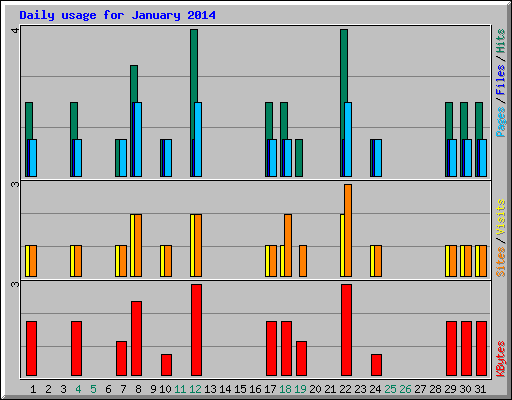 Daily usage for January 2014
4
Pages / Files / Hits
3
Sites / Visits
3
KBytes
1 2 3 4 5 6 7 8 9 10 11 12 13 14 15 16 17 18 19 20 21 22 23 24 25 26 27 28 29 30 31